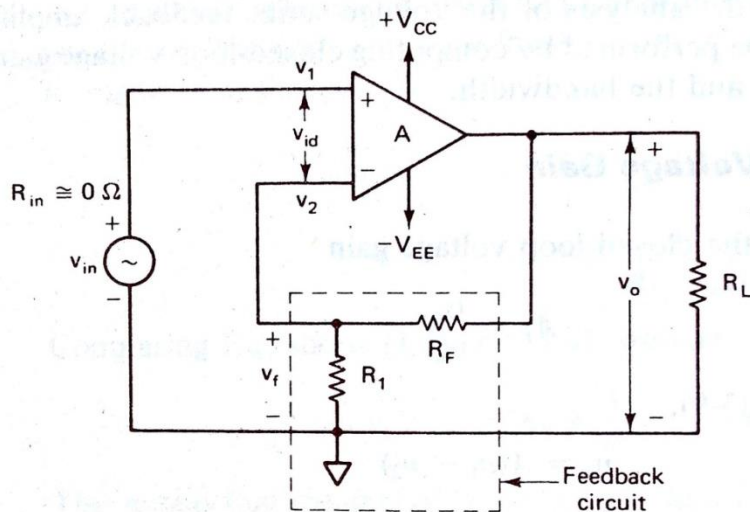 +V_CC
v_1
+
v_id
A
−
v_2
R_in ≅ 0 Ω
+
−V_EE
v_in
~
−
+
v_o
−
R_L
+
v_f
−
R_1
R_F
Feedback
circuit